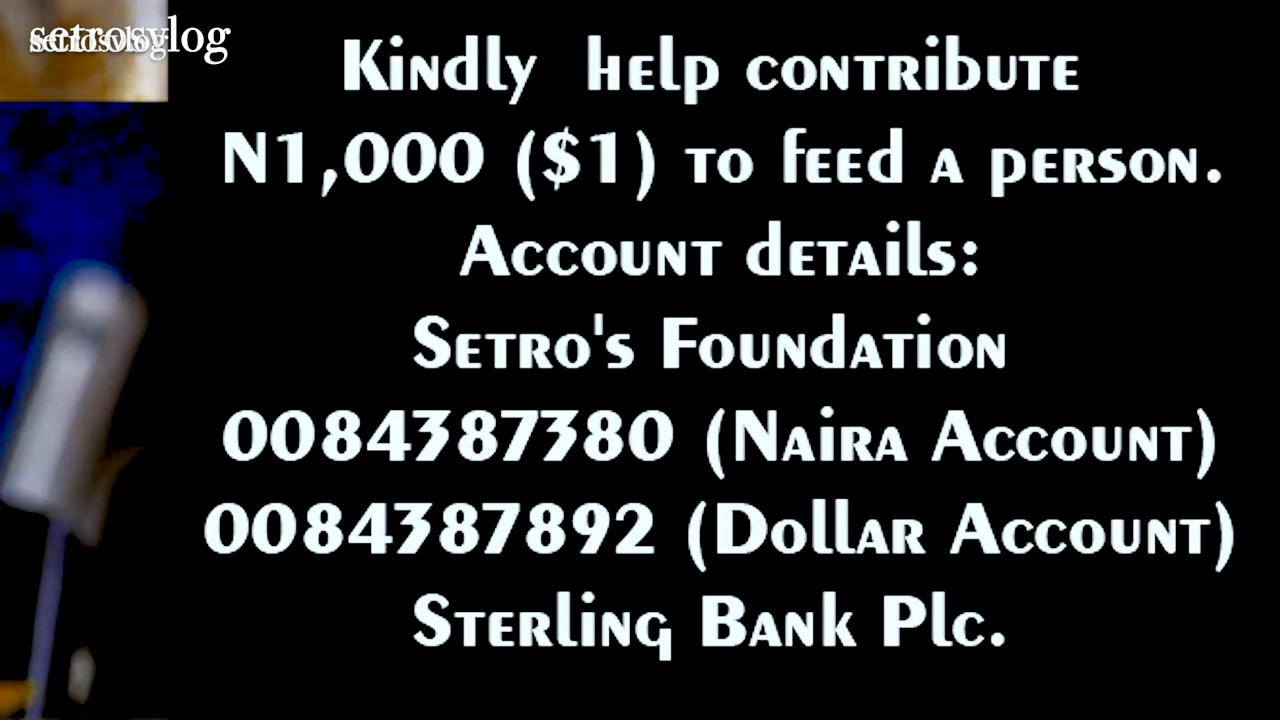 setrosvlog
Kindly help contribute
N1,000 ($1) to feed a person.
Account details:
Setro's Foundation
0084387380 (Naira Account)
0084387892 (Dollar Account)
Sterling Bank Plc.